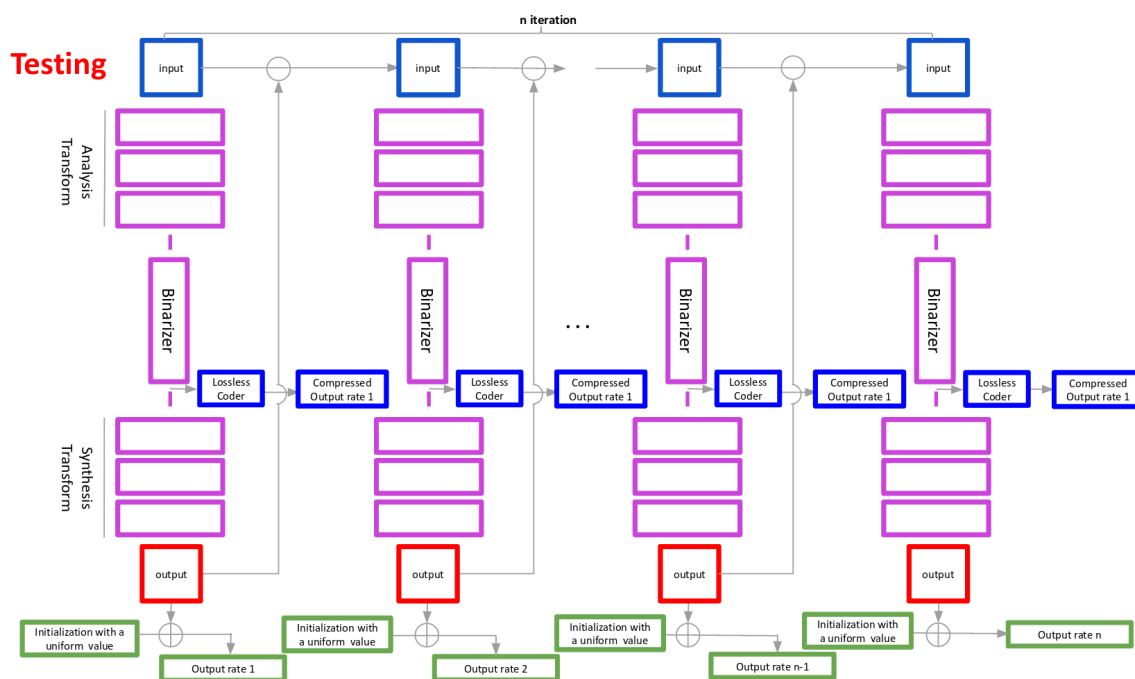 n iteration
Testing
input
input
input
input
Analysis
Transform
Binarizer
Binarizer
Binarizer
Binarizer
...
Lossless
Coder
Compressed
Output rate 1
Lossless
Coder
Compressed
Output rate 1
Lossless
Coder
Compressed
Output rate 1
Lossless
Coder
Compressed
Output rate 1
Synthesis
Transform
output
output
output
output
Initialization with a
uniform value
Initialization with
a uniform value
Initialization with
a uniform value
Initialization with
a uniform value
Output rate 1
Output rate 2
Output rate n-1
Output rate n